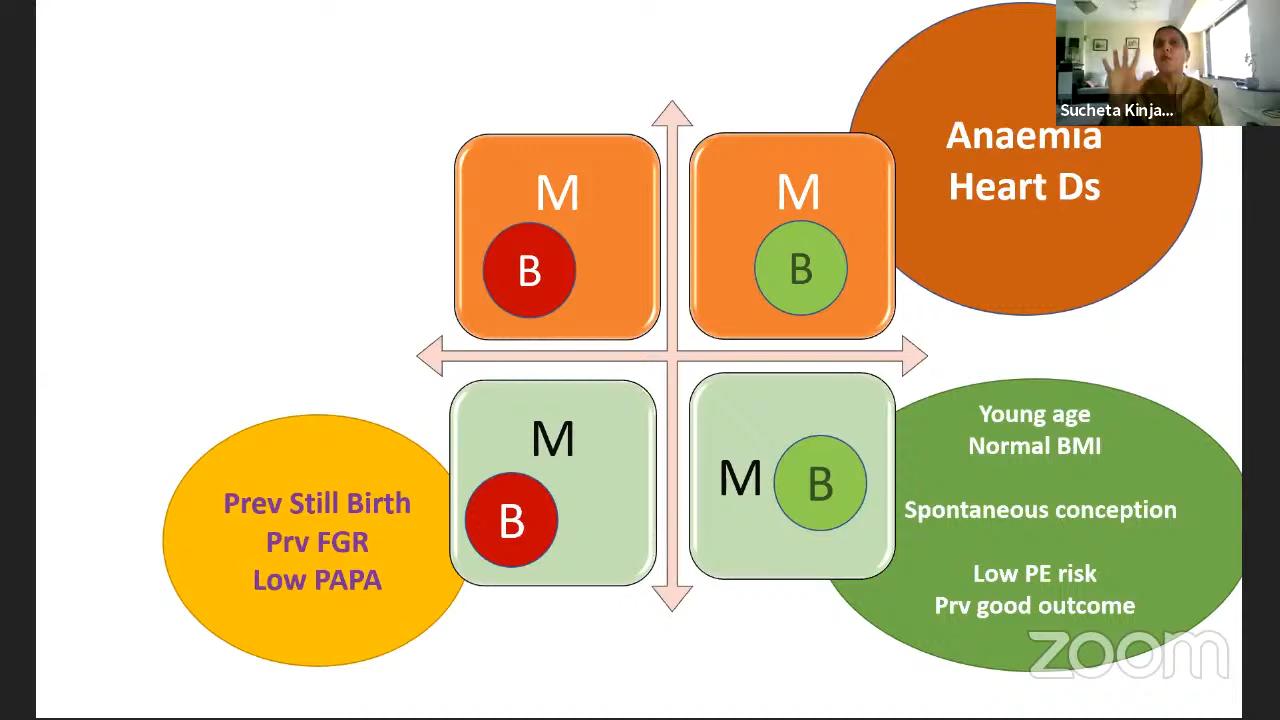 Sucheta Kinja...
Anaemia
Heart Ds
M
B
M
B
M
B
M
B
Prev Still Birth
Prv FGR
Low PAPA
Young age
Normal BMI
Spontaneous conception
Low PE risk
Prv good outcome
zoom